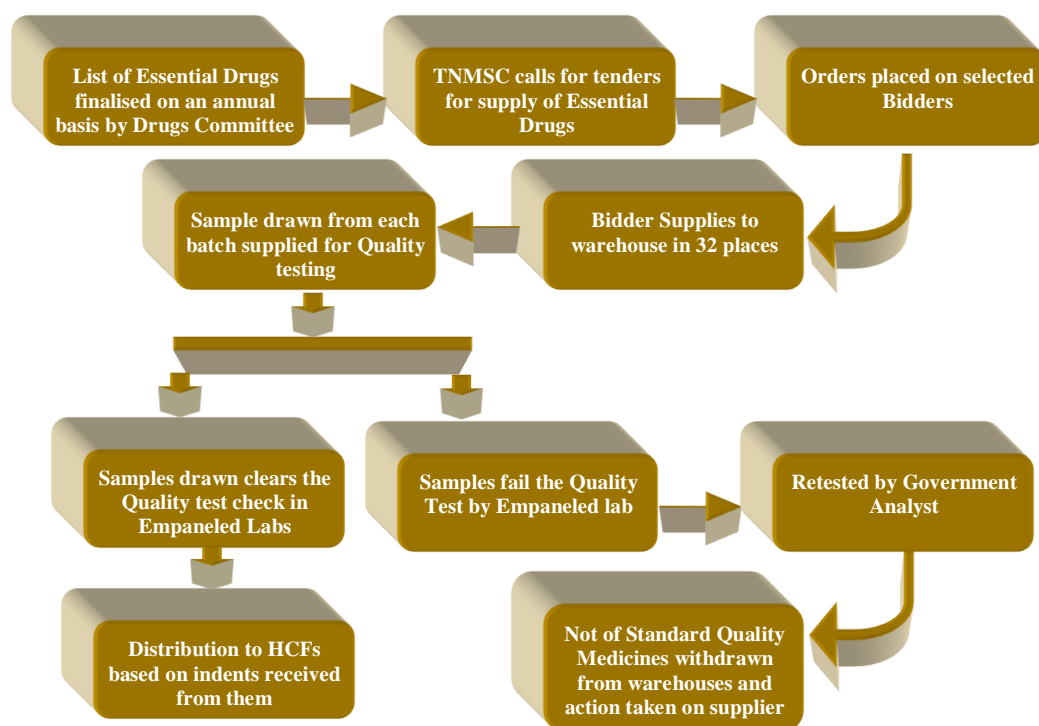 List of Essential Drugs
finalised on an annual
basis by Drugs Committee
TNMSC calls for tenders
for supply of Essential
Drugs
Orders placed on selected
Bidders
Bidder Supplies to
warehouse in 32 places
Sample drawn from each
batch supplied for Quality
testing
Samples drawn clears the
Quality test check in
Empaneled Labs
Samples fail the Quality
Test by Empaneled lab
Retested by Government
Analyst
Distribution to HCFs
based on indents received
from them
Not of Standard Quality
Medicines withdrawn
from warehouses and
action taken on supplier